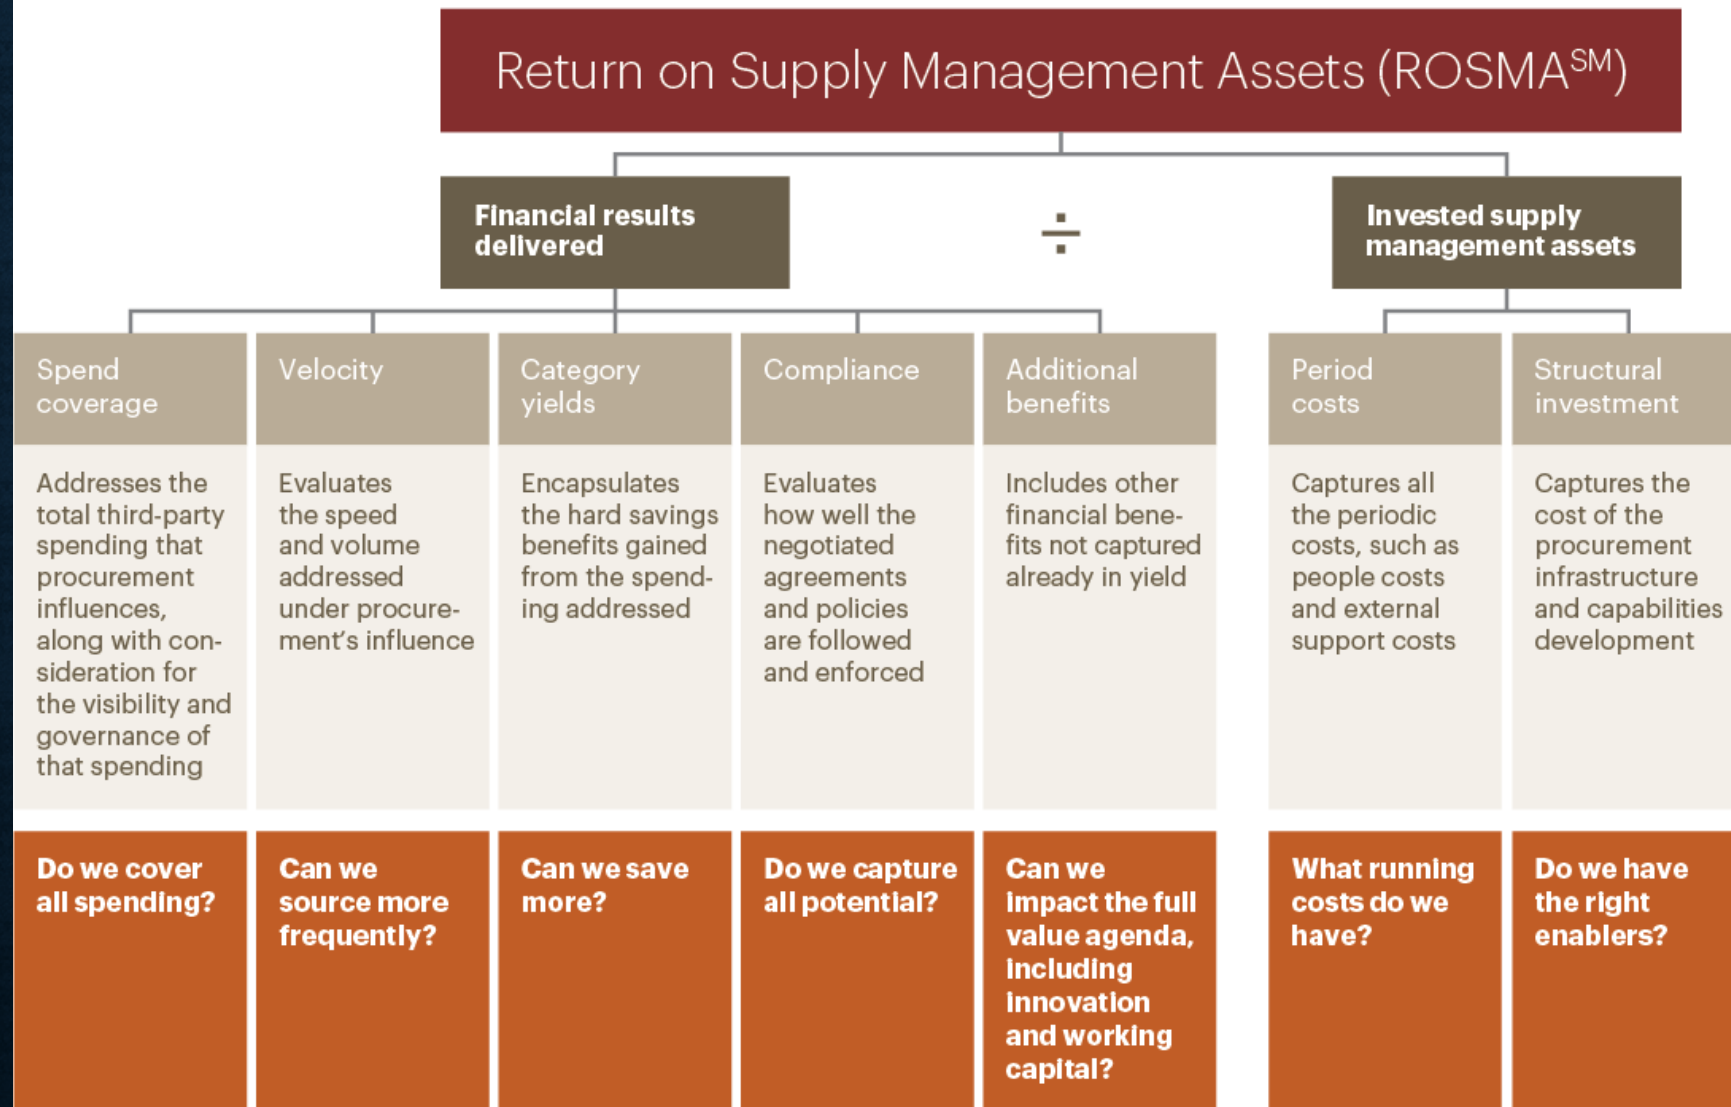 Return on Supply Management Assets (ROSMA℠)
Financial results
delivered
÷
Invested supply
management assets
Spend
coverage
Velocity
Category
yields
Compliance
Additional
benefits
Period
costs
Structural
investment
Addresses the
total third-party
spending that
procurement
influences,
along with con-
sideration for
the visibility and
governance of
that spending
Evaluates
the speed
and volume
addressed
under procure-
ment’s influence
Encapsulates
the hard savings
benefits gained
from the spend-
ing addressed
Evaluates
how well the
negotiated
agreements
and policies
are followed
and enforced
Includes other
financial bene-
fits not captured
already in yield
Captures all
the periodic
costs, such as
people costs
and external
support costs
Captures the
cost of the
procurement
infrastructure
and capabilities
development
Do we cover
all spending?
Can we
source more
frequently?
Can we save
more?
Do we capture
all potential?
Can we
impact the full
value agenda,
including
innovation
and working
capital?
What running
costs do we
have?
Do we have
the right
enablers?